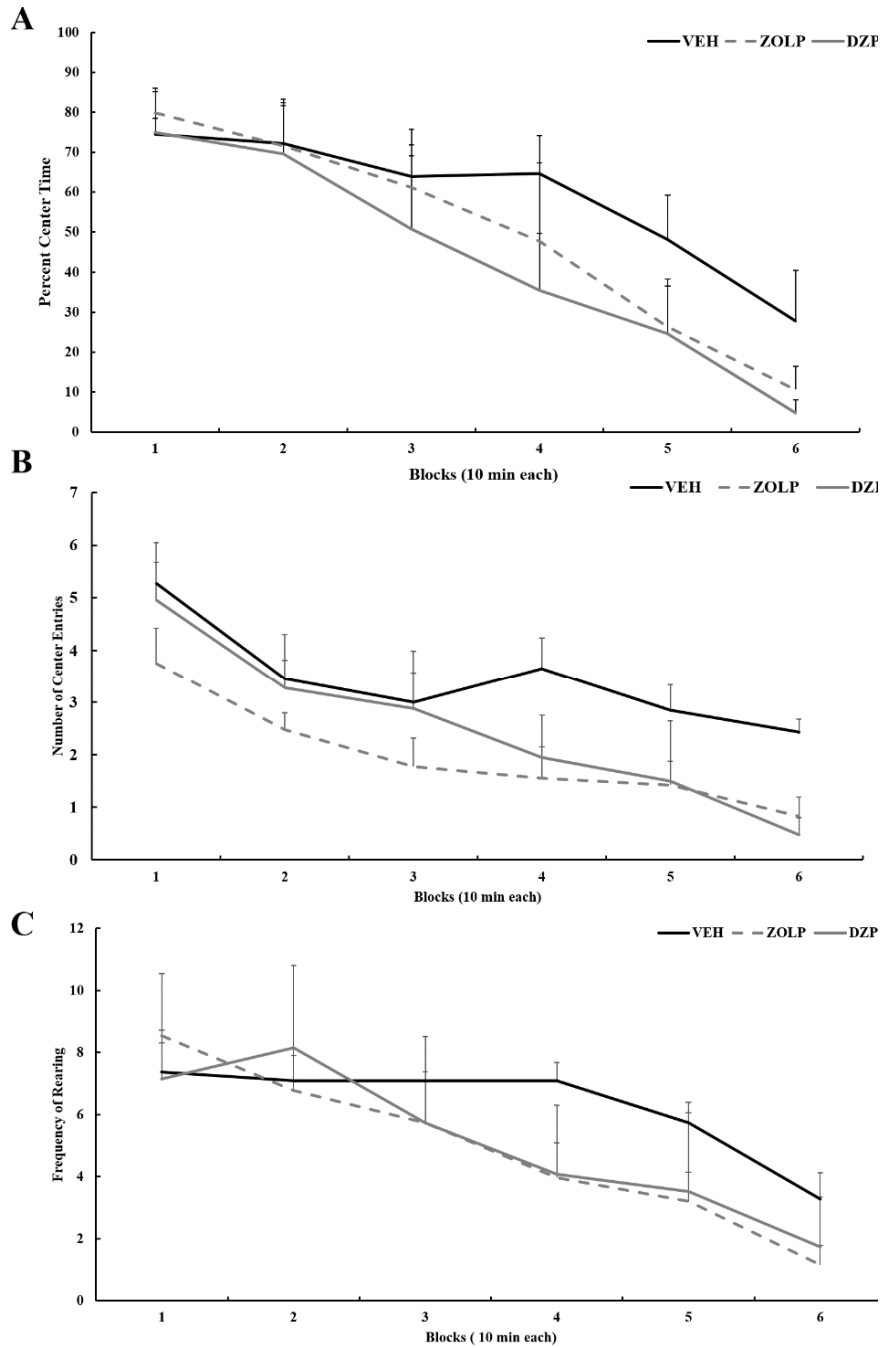 A
100
VEH ZOLP DZP
90
80
70
60
50
40
30
20
10
0
Percent Center Time
1 2 3 4 5 6
Blocks (10 min each)
B
7
VEH ZOLP DZI
6
5
4
3
2
1
0
Number of Center Entries
1 2 3 4 5 6
Blocks (10 min each)
C
12
VEH ZOLP DZP
10
8
6
4
2
0
Frequency of Rearing
1 2 3 4 5 6
Blocks ( 10 min each)